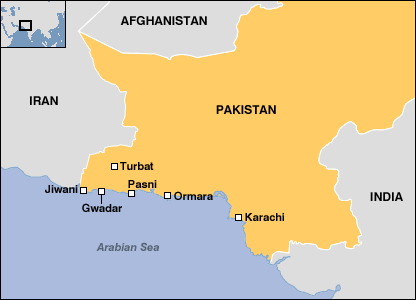 AFGHANISTAN
IRAN
PAKISTAN
Turbat
Jiwani
Pasni
Ormara
Gwadar
Karachi
INDIA
Arabian Sea